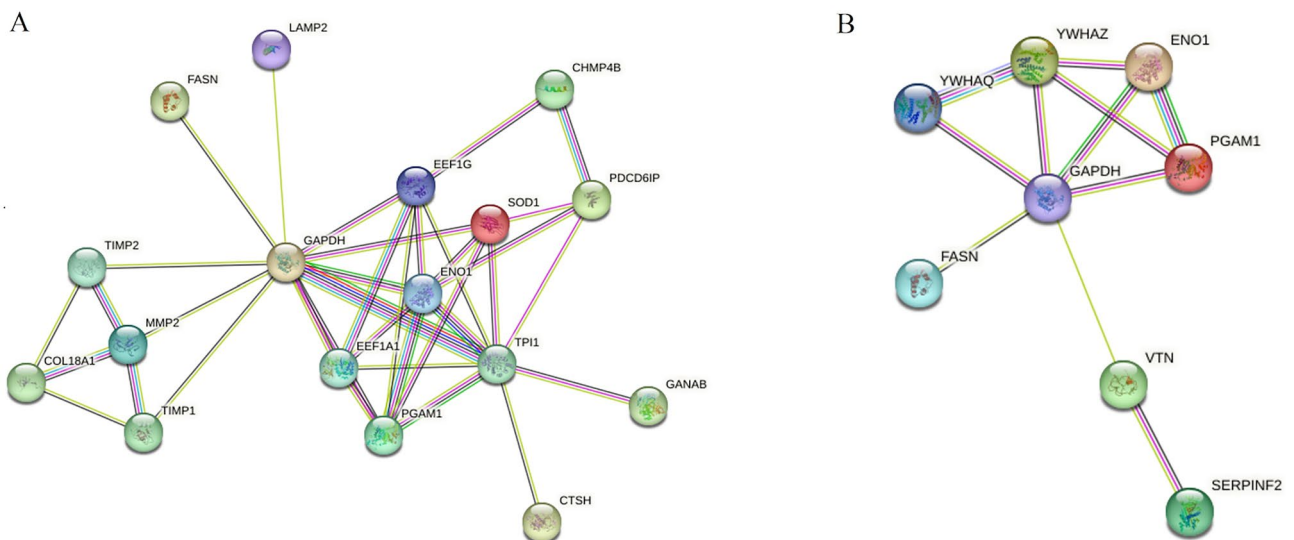 A
LAMP2
FASN
CHMP4B
EEF1G
PDCD6IP
SOD1
GAPDH
TIMP2
ENO1
MMP2
TPI1
EEF1A1
COL18A1
GANAB
TIMP1
PGAM1
CTSH
B
YWHAZ
ENO1
YWHAQ
PGAM1
GAPDH
FASN
VTN
SERPINF2